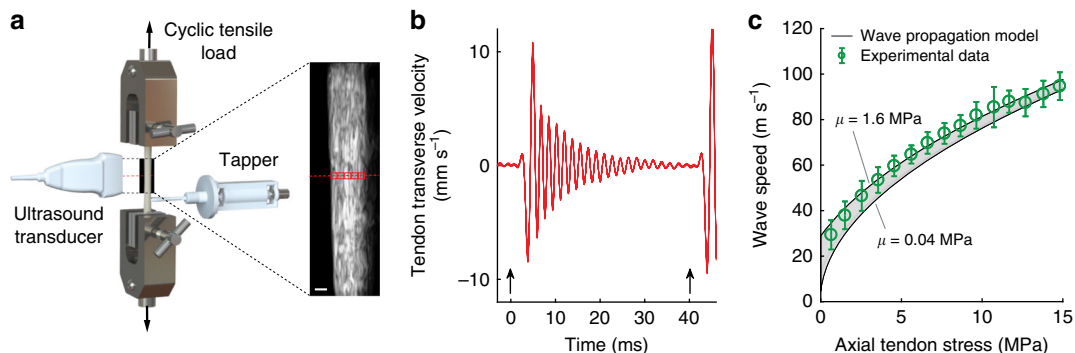 a
Cyclic tensile
load
Ultrasound
transducer
Tapper
b
Tendon transverse velocity
(mm s⁻¹)
10
0
−10
0
10
20
30
40
Time (ms)
c
Wave propagation model
Experimental data
μ = 1.6 MPa
μ = 0.04 MPa
Wave speed (m s⁻¹)
120
100
80
60
40
20
0
0
5
10
15
Axial tendon stress (MPa)